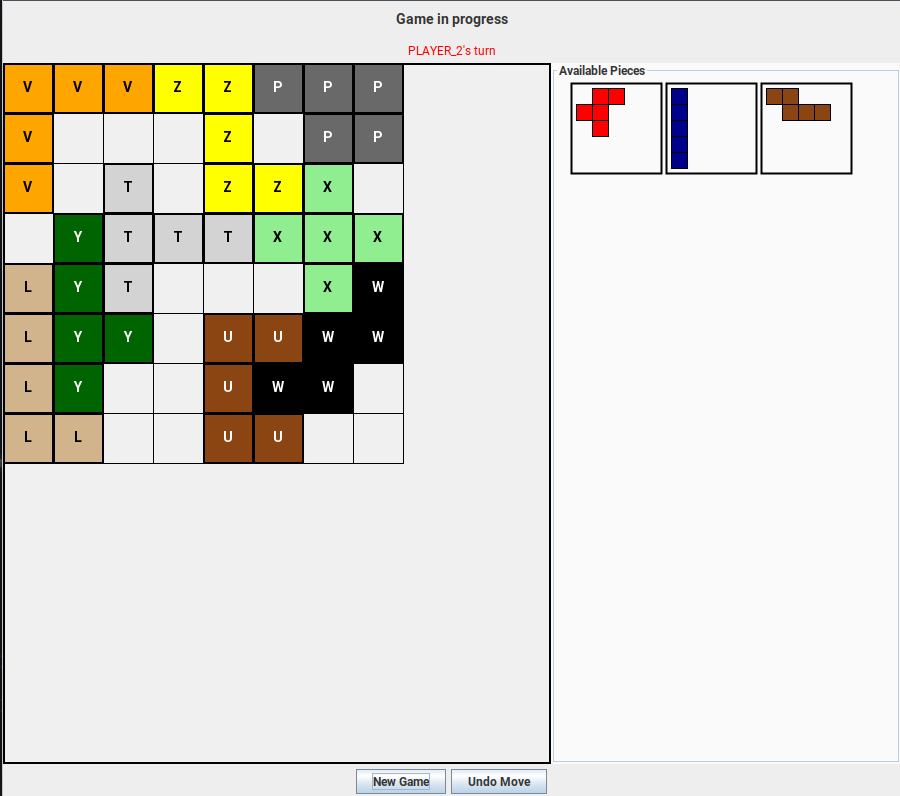 Game in progress
PLAYER_2's turn
Available Pieces
V V V Z Z P P P
V Z P P
V T Z Z X
Y T T T X X X
L Y T X W
L Y Y U U W W
L Y U W W
L L U U
New Game Undo Move